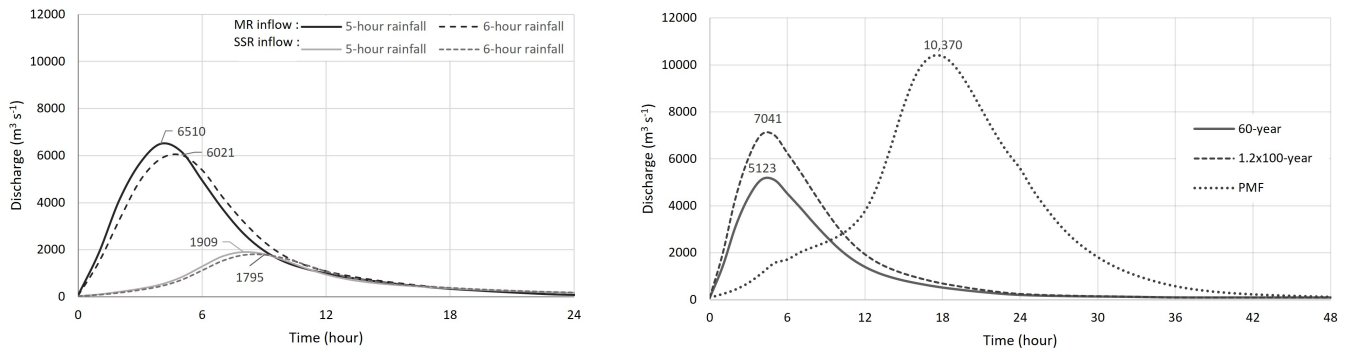 12000
10000
8000
6000
4000
2000
0
Discharge (m³ s⁻¹)
MR inflow : 5-hour rainfall 6-hour rainfall
SSR inflow : 5-hour rainfall 6-hour rainfall
6510
6021
1909
1795
0 6 12 18 24
Time (hour)
12000
10000
8000
6000
4000
2000
0
Discharge (m³ s⁻¹)
10,370
7041
5123
60-year
1.2x100-year
PMF
0 6 12 18 24 30 36 42 48
Time (hour)